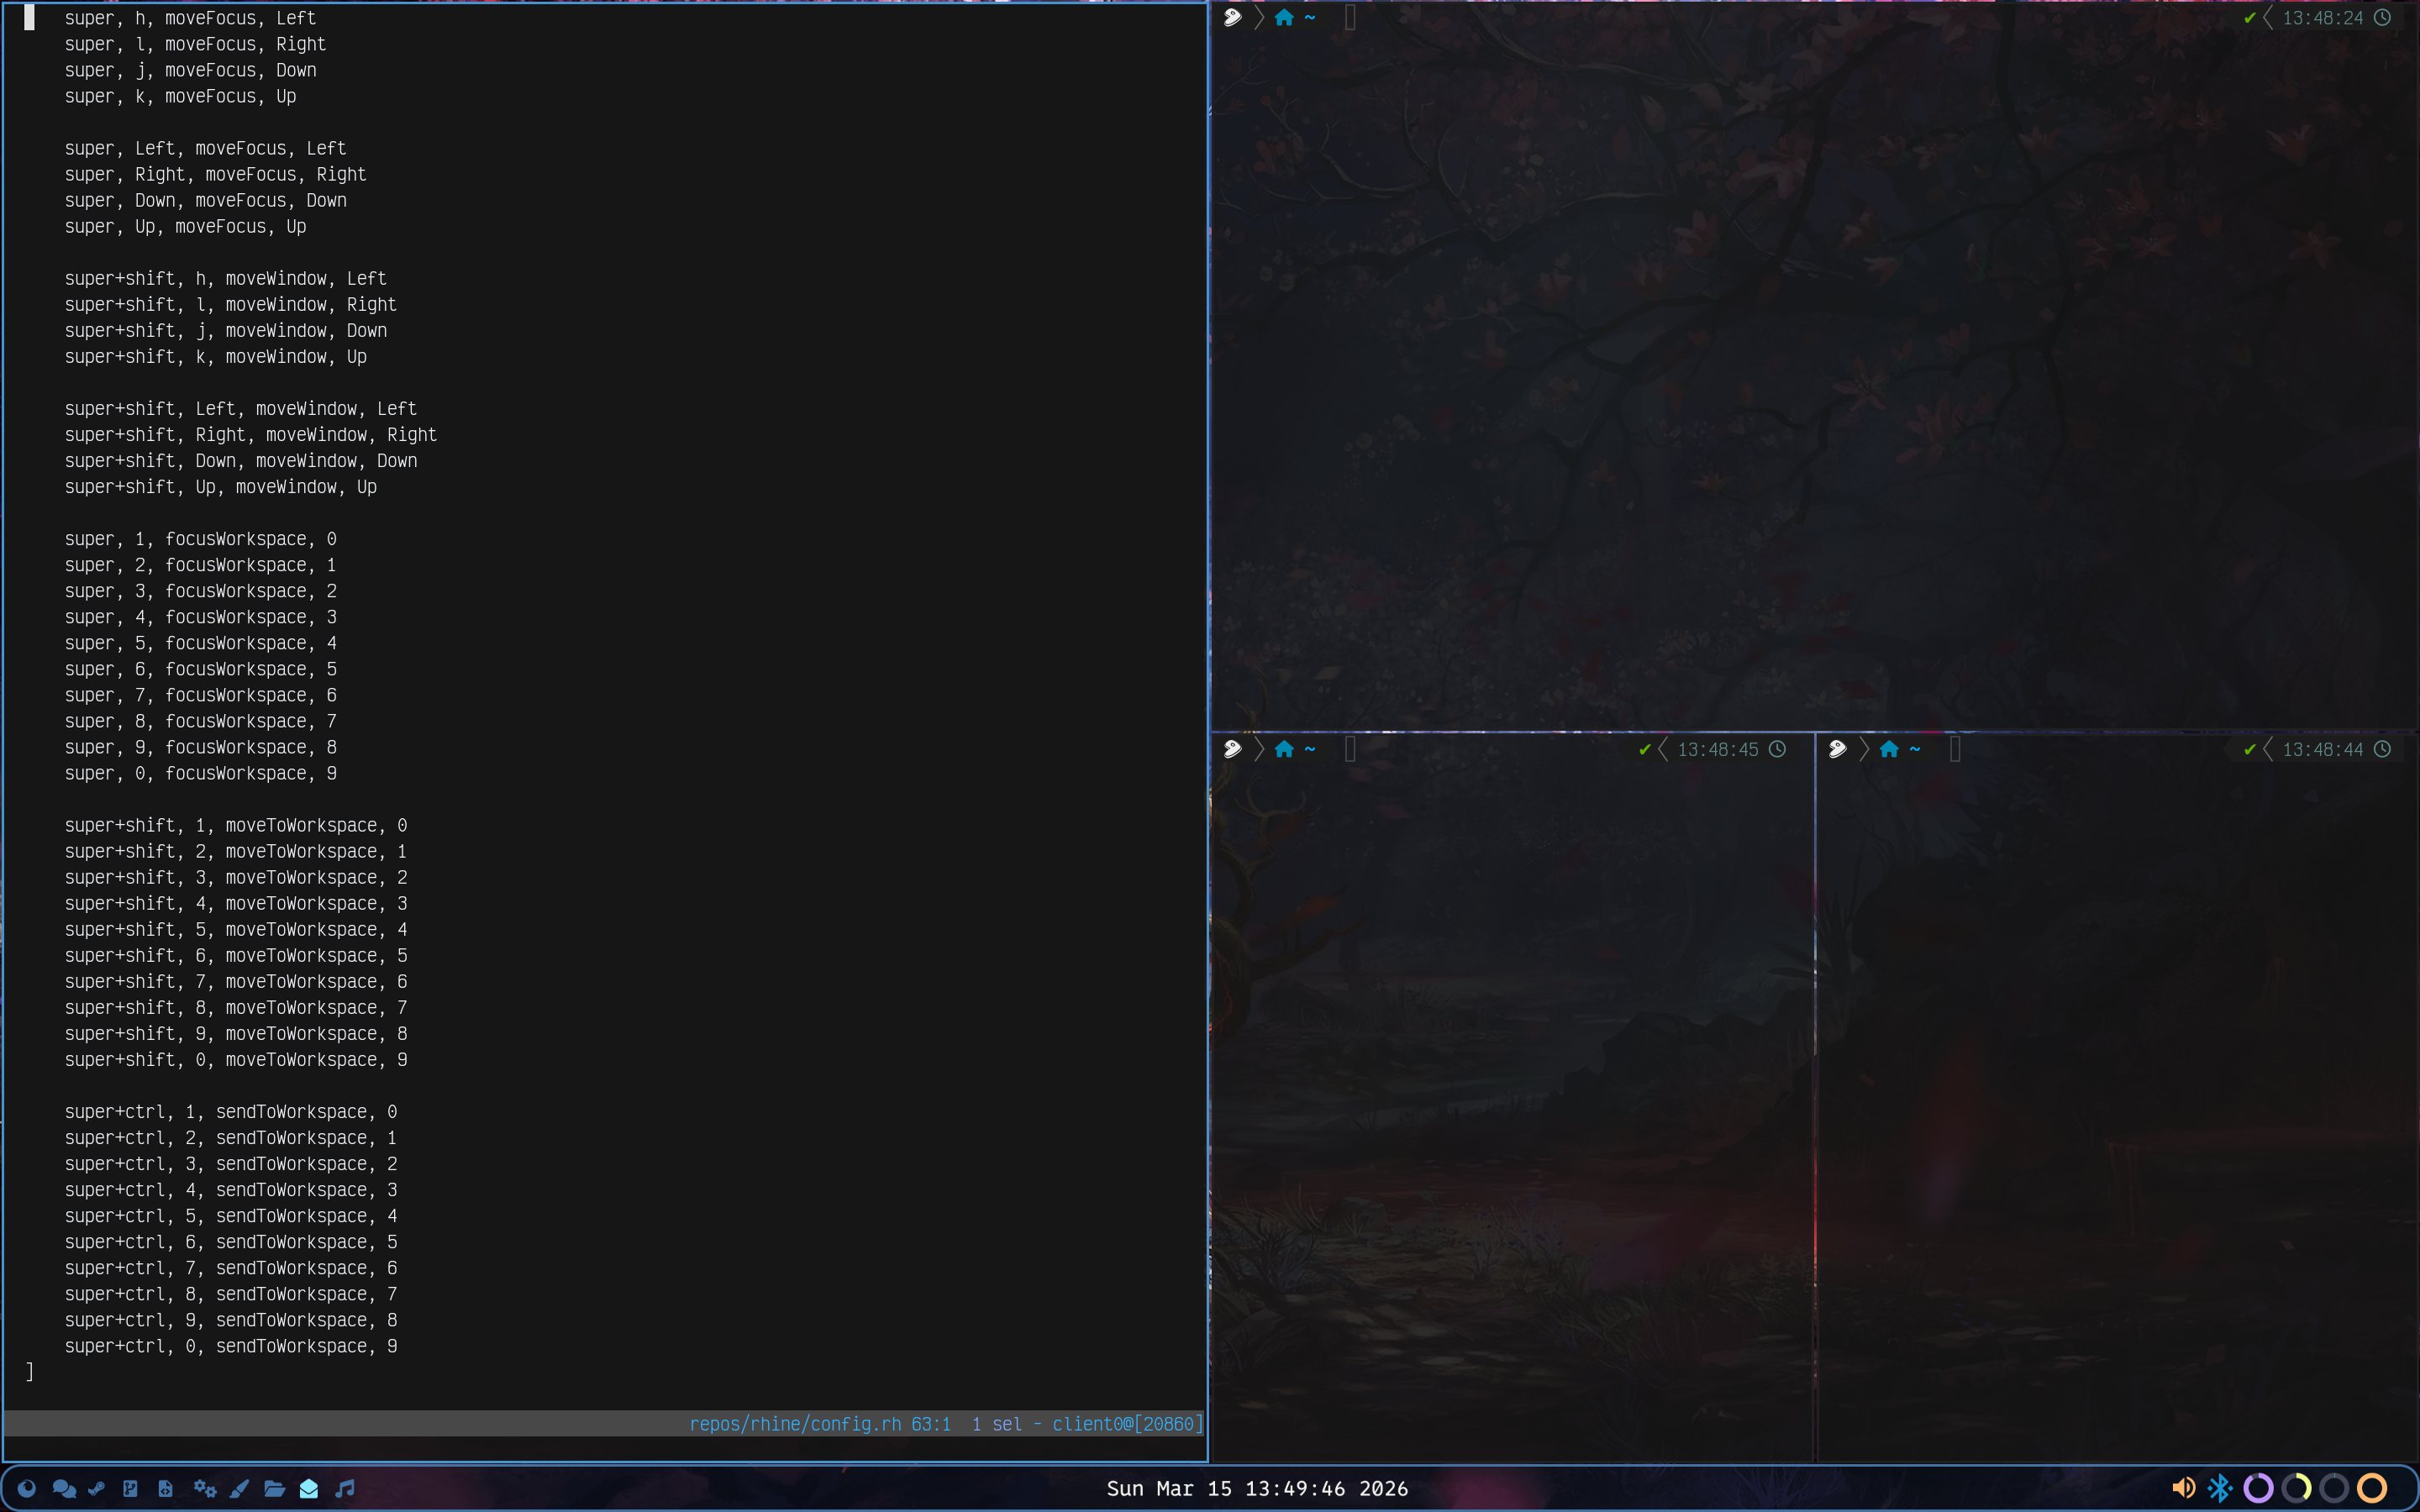 super, h, moveFocus, Left
super, l, moveFocus, Right
super, j, moveFocus, Down
super, k, moveFocus, Up
super, Left, moveFocus, Left
super, Right, moveFocus, Right
super, Down, moveFocus, Down
super, Up, moveFocus, Up
super+shift, h, moveWindow, Left
super+shift, l, moveWindow, Right
super+shift, j, moveWindow, Down
super+shift, k, moveWindow, Up
super+shift, Left, moveWindow, Left
super+shift, Right, moveWindow, Right
super+shift, Down, moveWindow, Down
super+shift, Up, moveWindow, Up
super, 1, focusWorkspace, 0
super, 2, focusWorkspace, 1
super, 3, focusWorkspace, 2
super, 4, focusWorkspace, 3
super, 5, focusWorkspace, 4
super, 6, focusWorkspace, 5
super, 7, focusWorkspace, 6
super, 8, focusWorkspace, 7
super, 9, focusWorkspace, 8
super, 0, focusWorkspace, 9
super+shift, 1, moveToWorkspace, 0
super+shift, 2, moveToWorkspace, 1
super+shift, 3, moveToWorkspace, 2
super+shift, 4, moveToWorkspace, 3
super+shift, 5, moveToWorkspace, 4
super+shift, 6, moveToWorkspace, 5
super+shift, 7, moveToWorkspace, 6
super+shift, 8, moveToWorkspace, 7
super+shift, 9, moveToWorkspace, 8
super+shift, 0, moveToWorkspace, 9
super+ctrl, 1, sendToWorkspace, 0
super+ctrl, 2, sendToWorkspace, 1
super+ctrl, 3, sendToWorkspace, 2
super+ctrl, 4, sendToWorkspace, 3
super+ctrl, 5, sendToWorkspace, 4
super+ctrl, 6, sendToWorkspace, 5
super+ctrl, 7, sendToWorkspace, 6
super+ctrl, 8, sendToWorkspace, 7
super+ctrl, 9, sendToWorkspace, 8
super+ctrl, 0, sendToWorkspace, 9
]
repos/rhine/config.rh 63:1  1 sel - client0@[20860]
~ ✔ 13:48:24
~ ✔ 13:48:45
~ ✔ 13:48:44
Sun Mar 15 13:49:46 2026